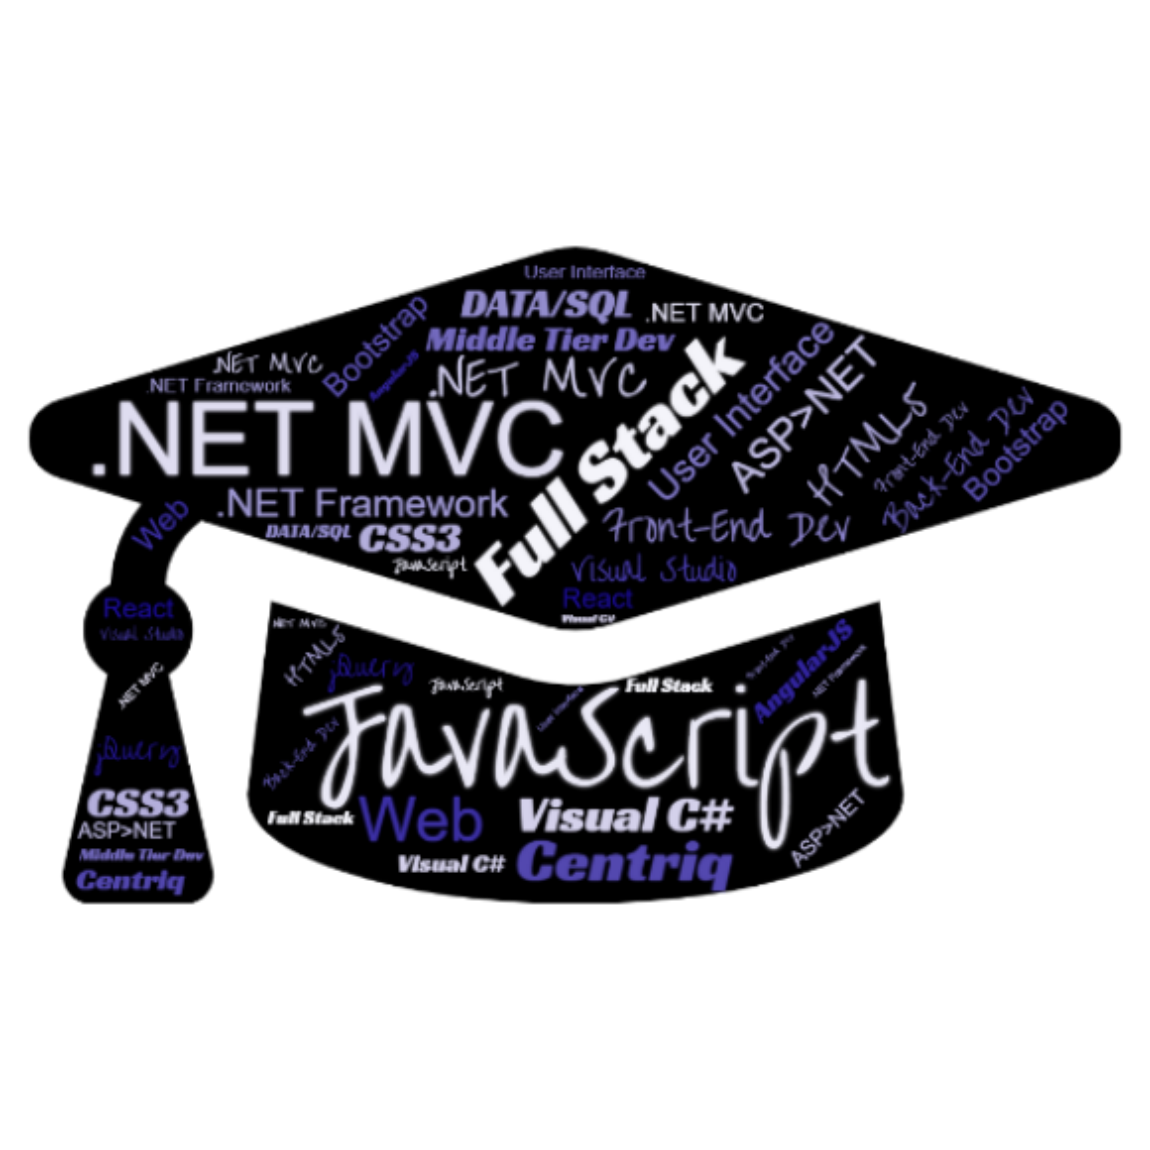 User Interface
DATA/SQL
.NET MVC
Middle Tier Dev
Bootstrap
AngularJS
.NET MVC
.NET Framework
.NET MVC
Full Stack
User Interface
ASP>NET
HTML5
Front-End Dev
Back-End Dev
Bootstrap
.NET MVC
.NET Framework
DATA/SQL
CSS3
JavaScript
Front-End Dev
Visual Studio
React
Visual C#
Web
React
Visual Studio
.NET MVC
jQuery
CSS3
ASP>NET
Middle Tier Dev
Centriq
.NET MVC
HTML5
jQuery
JavaScript
User Interface
Full Stack
Front-End Dev
AngularJS
.NET Framework
Back-End Dev
JavaScript
Full Stack
Web
Visual C#
ASP>NET
Visual C#
Centriq